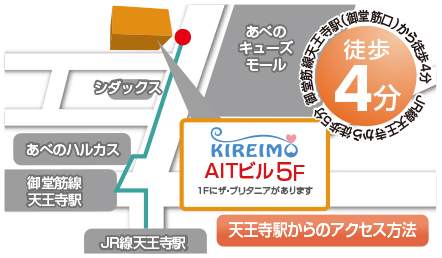 あべの
キューズ
モール
御堂筋線天王寺駅(御堂筋口)から徒歩4分
JR線天王寺から徒歩5分
徒歩
4分
シダックス
あべのハルカス
御堂筋線
天王寺駅
JR線天王寺駅
KIREIMO
AITビル5F
1Fにザ・ブリタニアがあります
天王寺駅からのアクセス方法